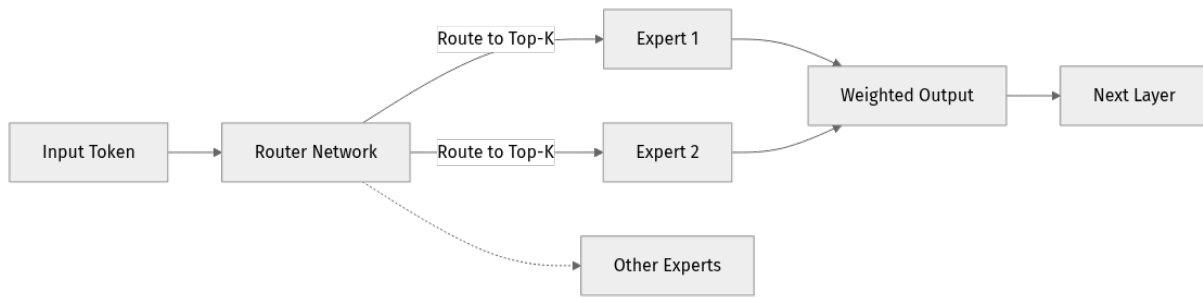 Input Token
Router Network
Route to Top-K
Expert 1
Route to Top-K
Expert 2
Other Experts
Weighted Output
Next Layer